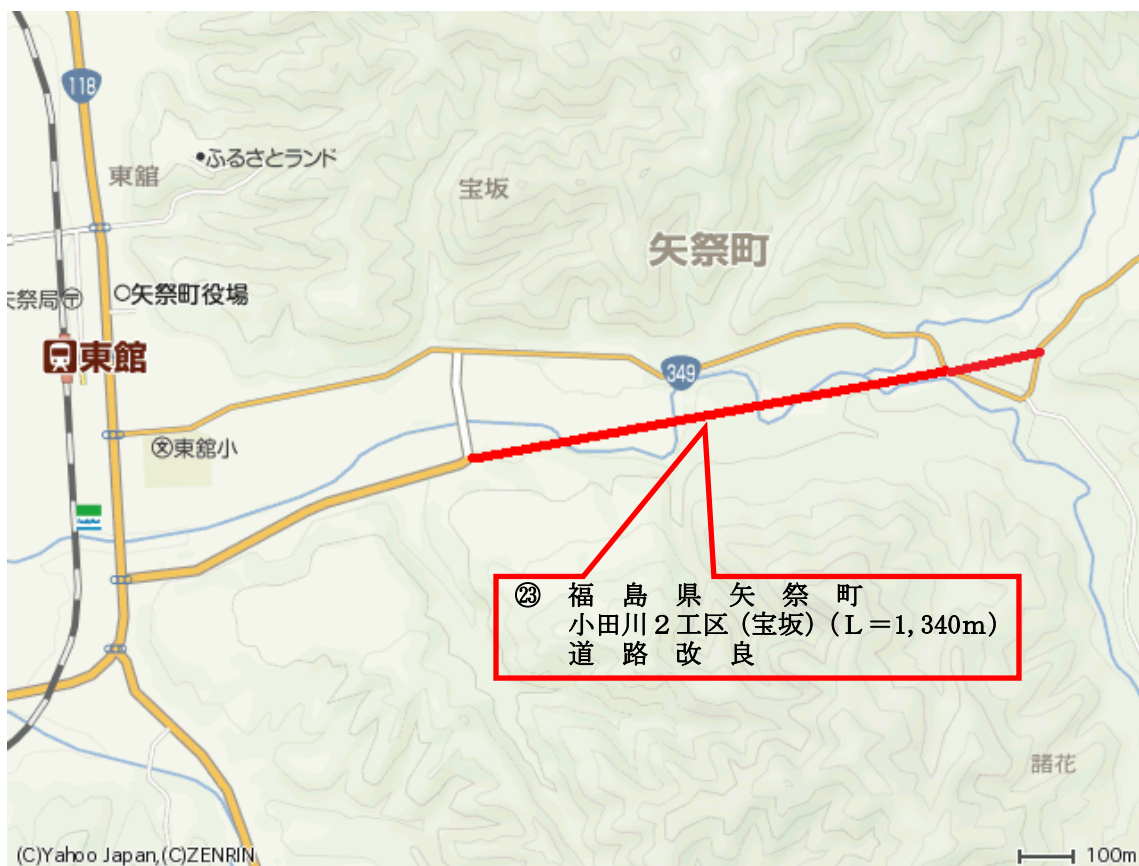 118
ふるさとランド
東舘
宝坂
矢祭町
矢祭町役場
矢祭局
東館
349
東舘小
FamilyMart
㉓ 福島県矢祭町
小田川2工区(宝坂)(L=1,340m)
道路改良
諸花
(C)Yahoo Japan,(C)ZENRIN
100m